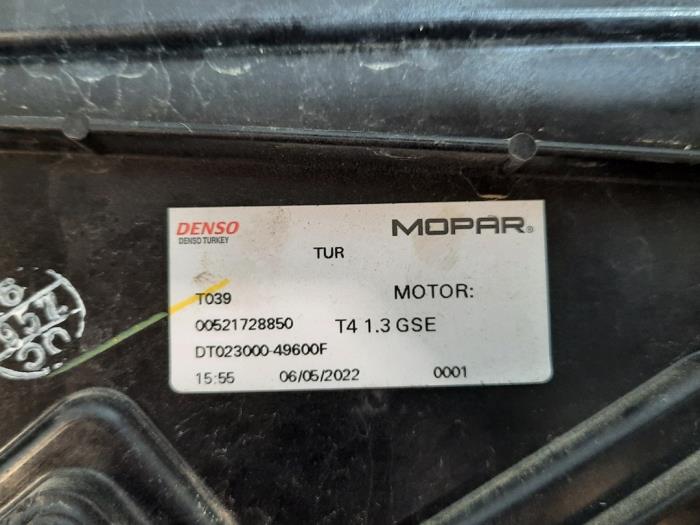 DENSO
DENSO TURKEY
MOPAR®
TUR
T039
MOTOR:
00521728850
T4 1.3 GSE
DT023000-49600F
15:55
06/05/2022
0001